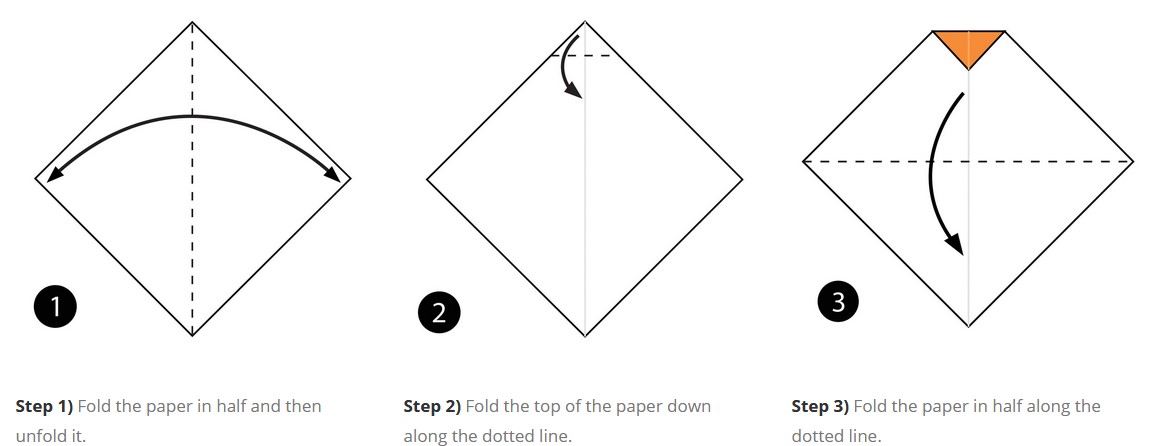 1
2
3
Step 1) Fold the paper in half and then
unfold it.
Step 2) Fold the top of the paper down
along the dotted line.
Step 3) Fold the paper in half along the
dotted line.